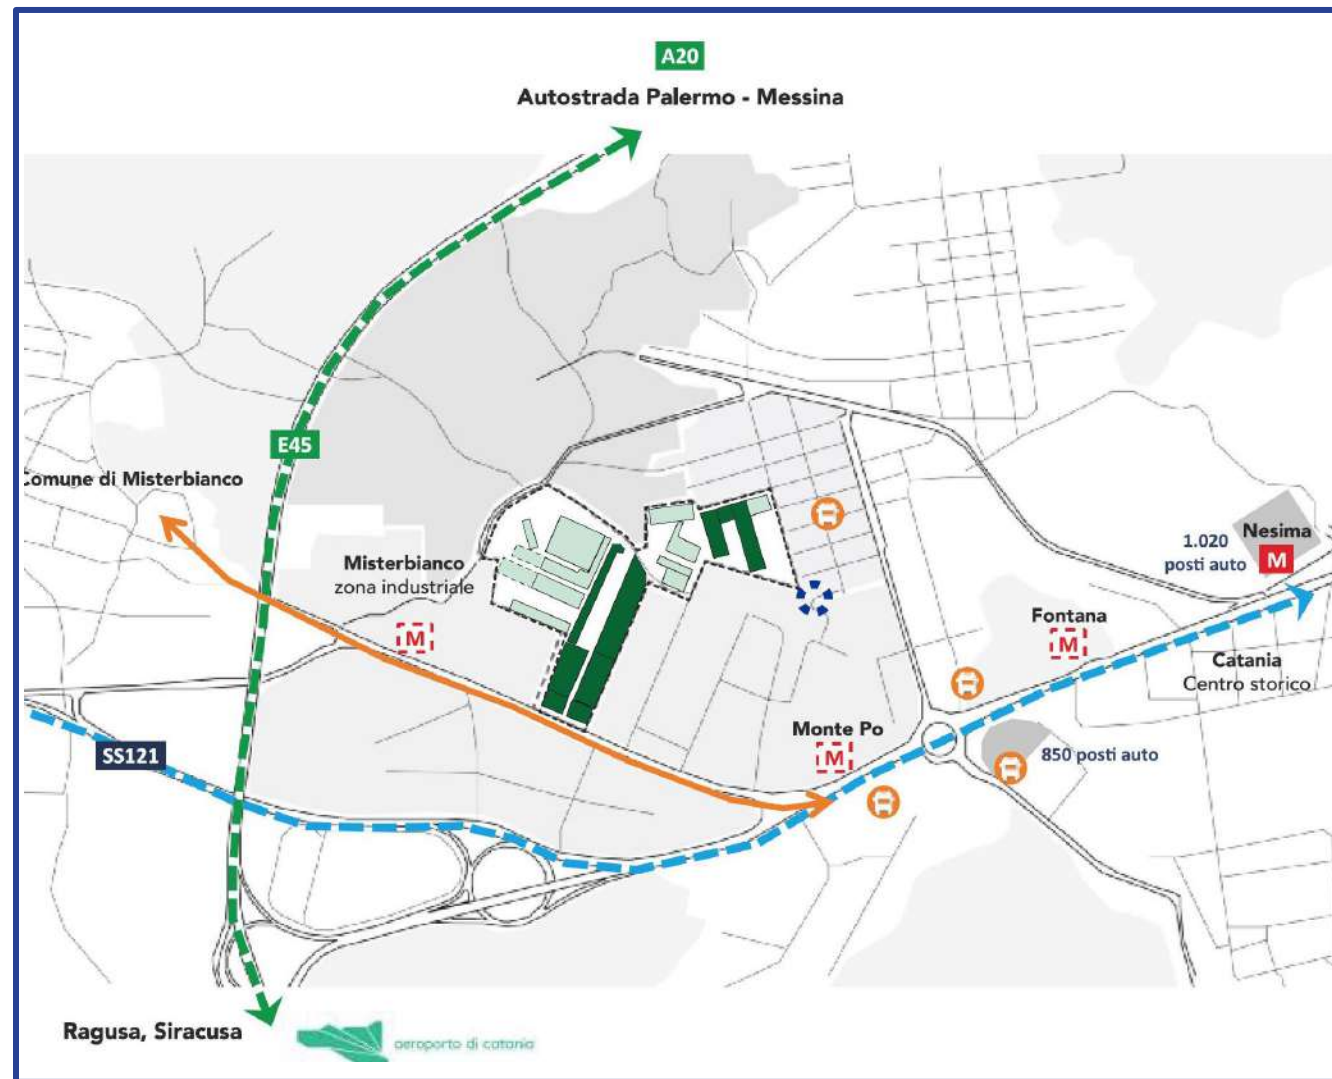 A20
Autostrada Palermo - Messina
E45
Comune di Misterbianco
Nesima
1.020
posti auto
M
Misterbianco
zona industriale
M
Fontana
M
Catania
Centro storico
Monte Po
M
850 posti auto
SS121
Ragusa, Siracusa
aeroporto di catania